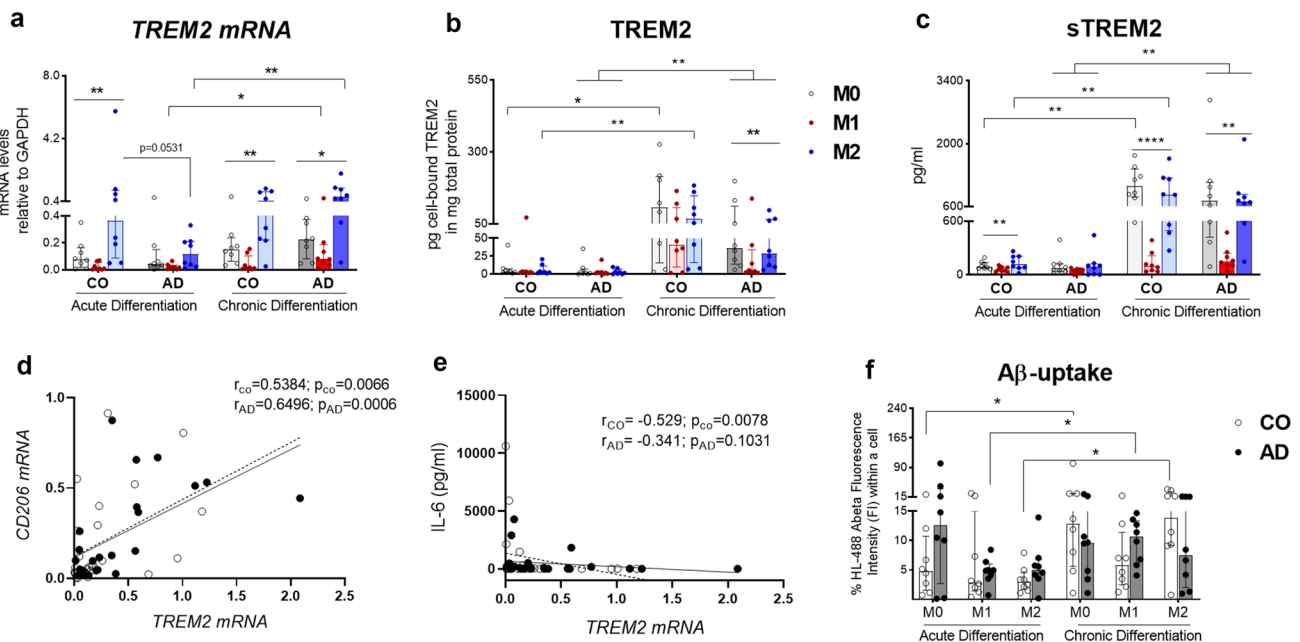 a
TREM2 mRNA
mRNA levels
relative to GAPDH
8.0
4.2
0.4
0.4
0.2
0.0
**
**
*
p=0.0531
**
*
CO
AD
CO
AD
Acute Differentiation
Chronic Differentiation
b
TREM2
pg cell-bound TREM2
in mg total protein
550
300
50
50
25
0
**
*
**
**
CO
AD
CO
AD
Acute Differentiation
Chronic Differentiation
M0
M1
M2
c
sTREM2
pg/ml
3400
2000
600
600
0
**
**
**
****
**
**
CO
AD
CO
AD
Acute Differentiation
Chronic Differentiation
d
rCO=0.5384; pCO=0.0066
rAD=0.6496; pAD=0.0006
CD206 mRNA
1.0
0.5
0.0
0.0
0.5
1.0
1.5
2.0
2.5
TREM2 mRNA
e
rCO= -0.529; pCO=0.0078
rAD= -0.341; pAD=0.1031
IL-6 (pg/ml)
15000
10000
5000
0
0.0
0.5
1.0
1.5
2.0
2.5
TREM2 mRNA
f
Aβ-uptake
% HL-488 Abeta Fluorescence
Intensity (FI) within a cell
240
165
90
15
15
10
5
*
*
*
CO
AD
M0
M1
M2
M0
M1
M2
Acute Differentiation
Chronic Differentiation